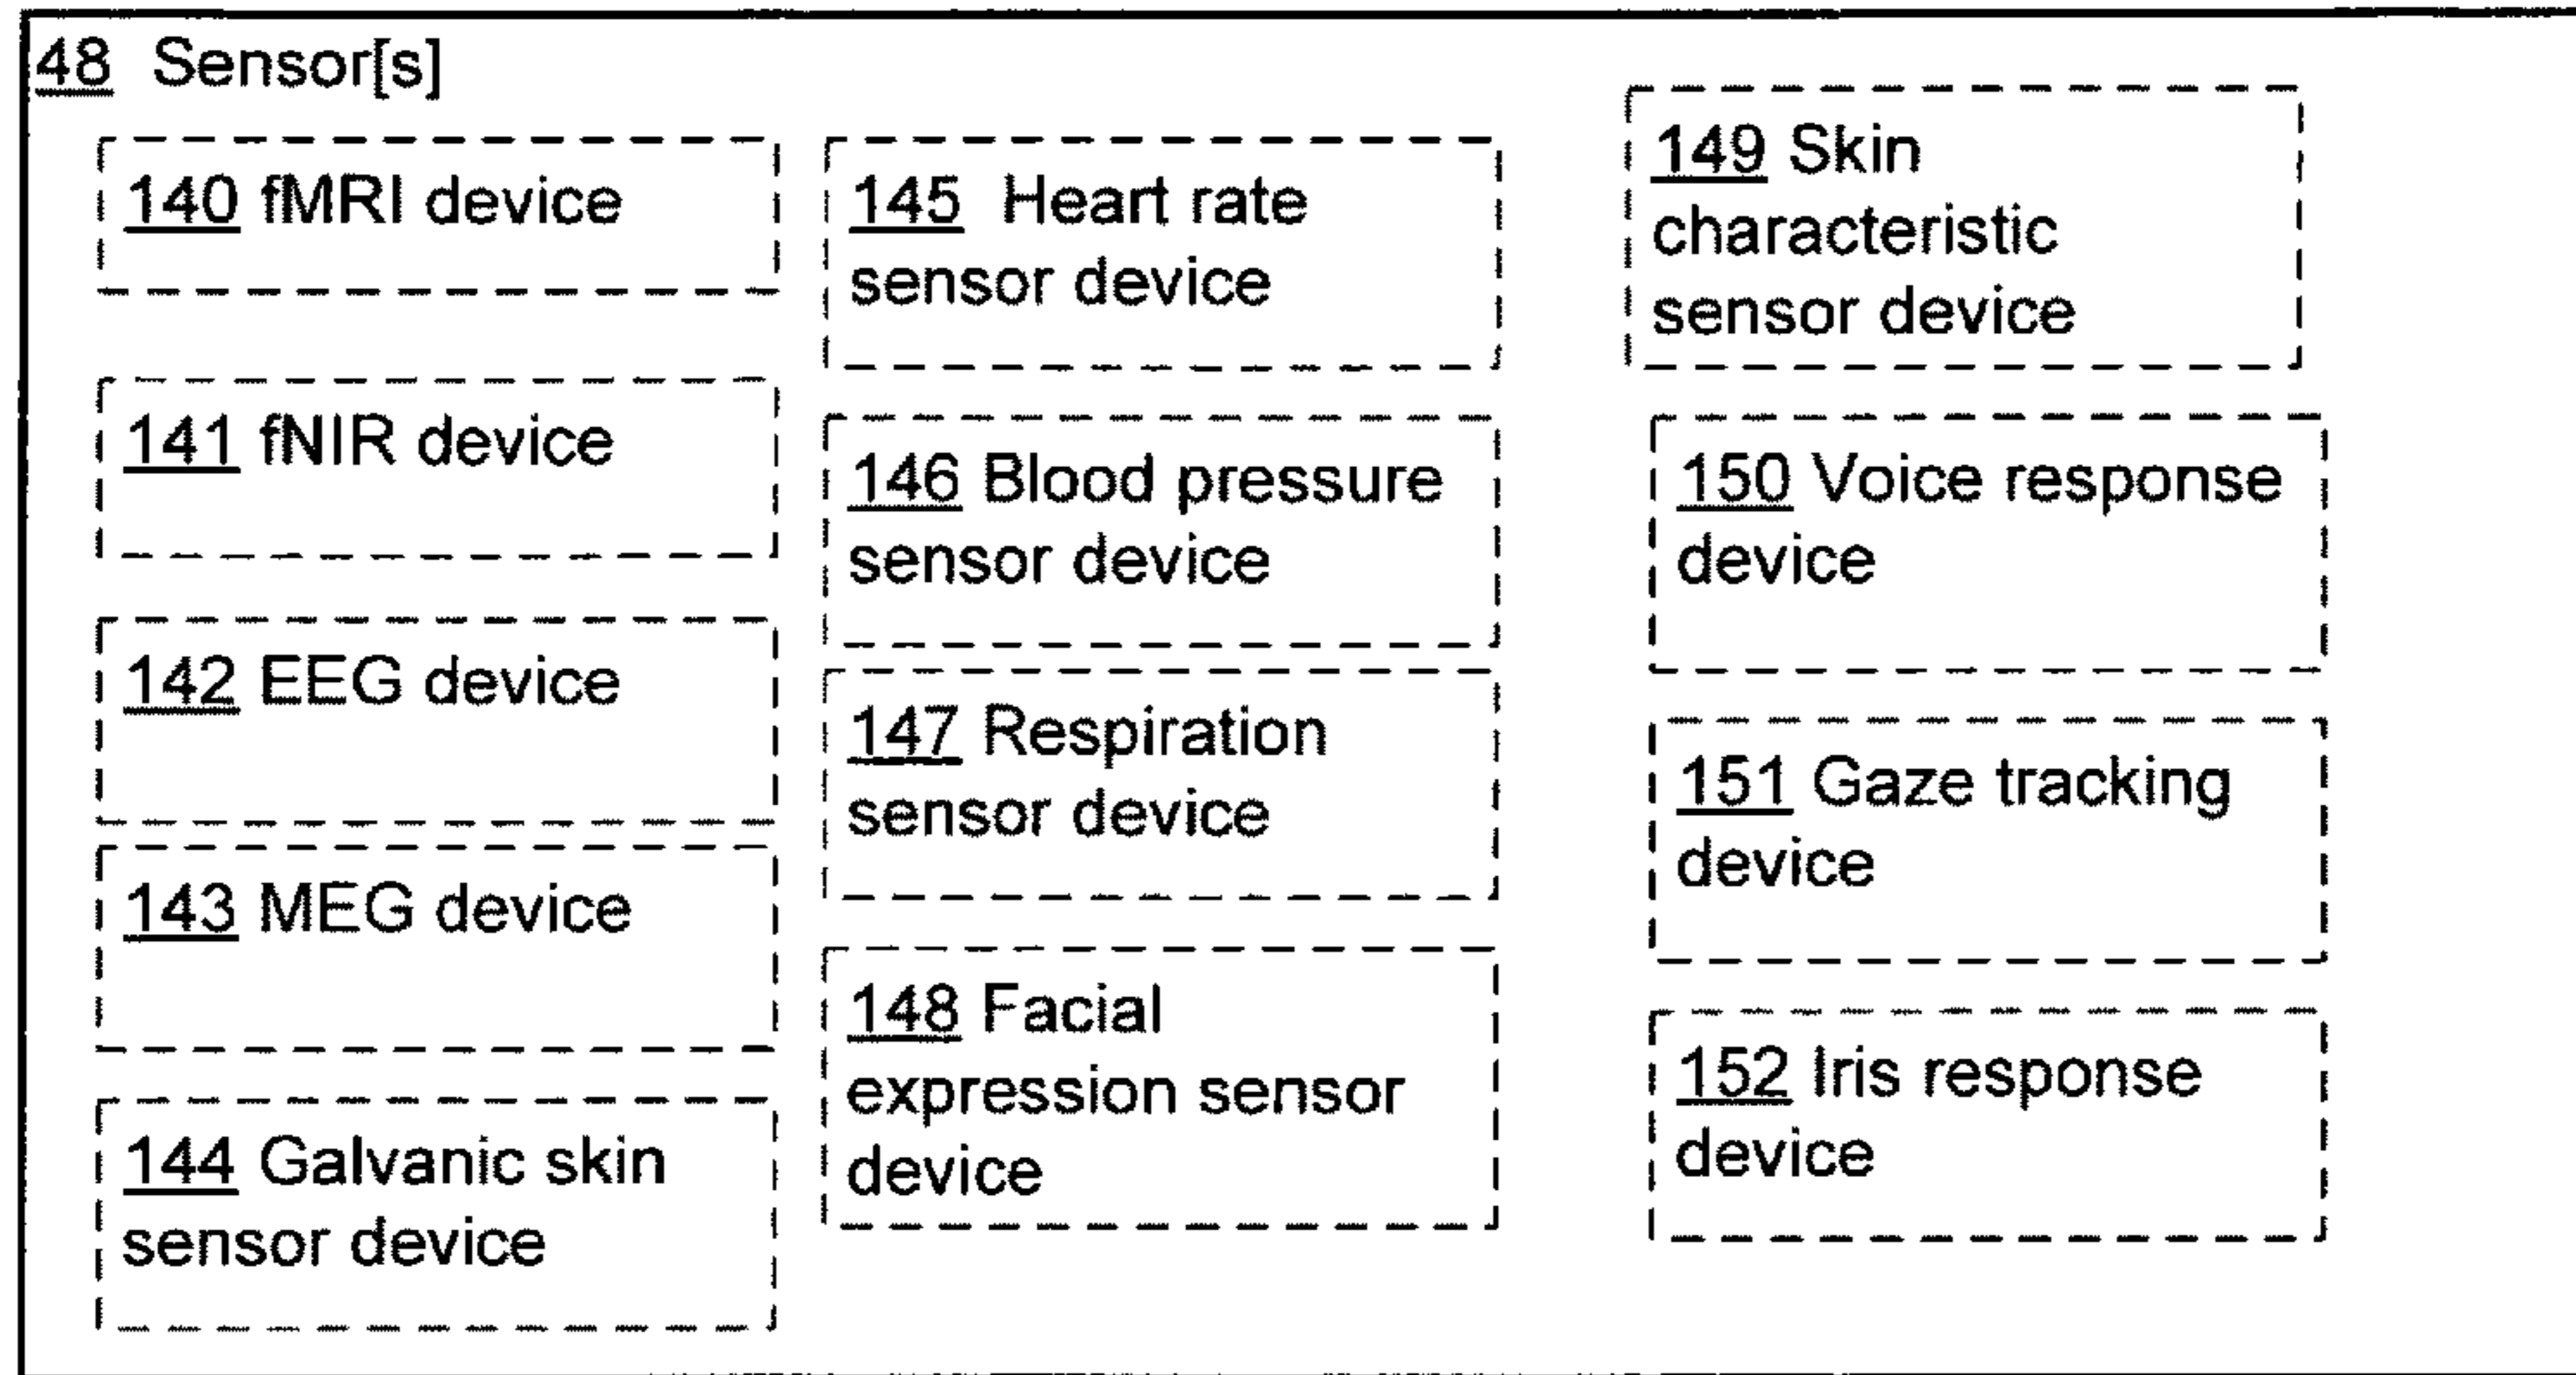 48 Sensor[s]
140 fMRI device
141 fNIR device
142 EEG device
143 MEG device
144 Galvanic skin
sensor device
145 Heart rate
sensor device
146 Blood pressure
sensor device
147 Respiration
sensor device
148 Facial
expression sensor
device
149 Skin
characteristic
sensor device
150 Voice response
device
151 Gaze tracking
device
152 Iris response
device